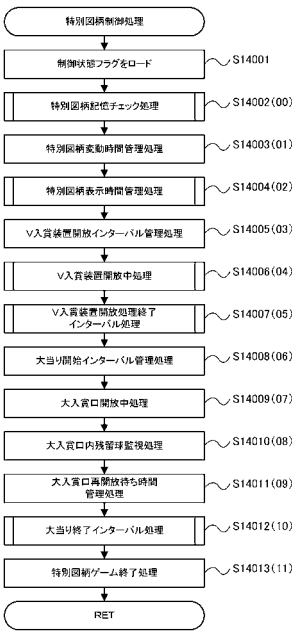 特別図柄制御処理
制御状態フラグをロード
S14001
特別図柄記憶チェック処理
S14002(00)
特別図柄変動時間管理処理
S14003(01)
特別図柄表示時間管理処理
S14004(02)
V入賞装置開放インターバル管理処理
S14005(03)
V入賞装置開放中処理
S14006(04)
V入賞装置開放処理終了
インターバル処理
S14007(05)
大当り開始インターバル管理処理
S14008(06)
大入賞口開放中処理
S14009(07)
大入賞口内残留球監視処理
S14010(08)
大入賞口再開放待ち時間
管理処理
S14011(09)
大当り終了インターバル処理
S14012(10)
特別図柄ゲーム終了処理
S14013(11)
RET